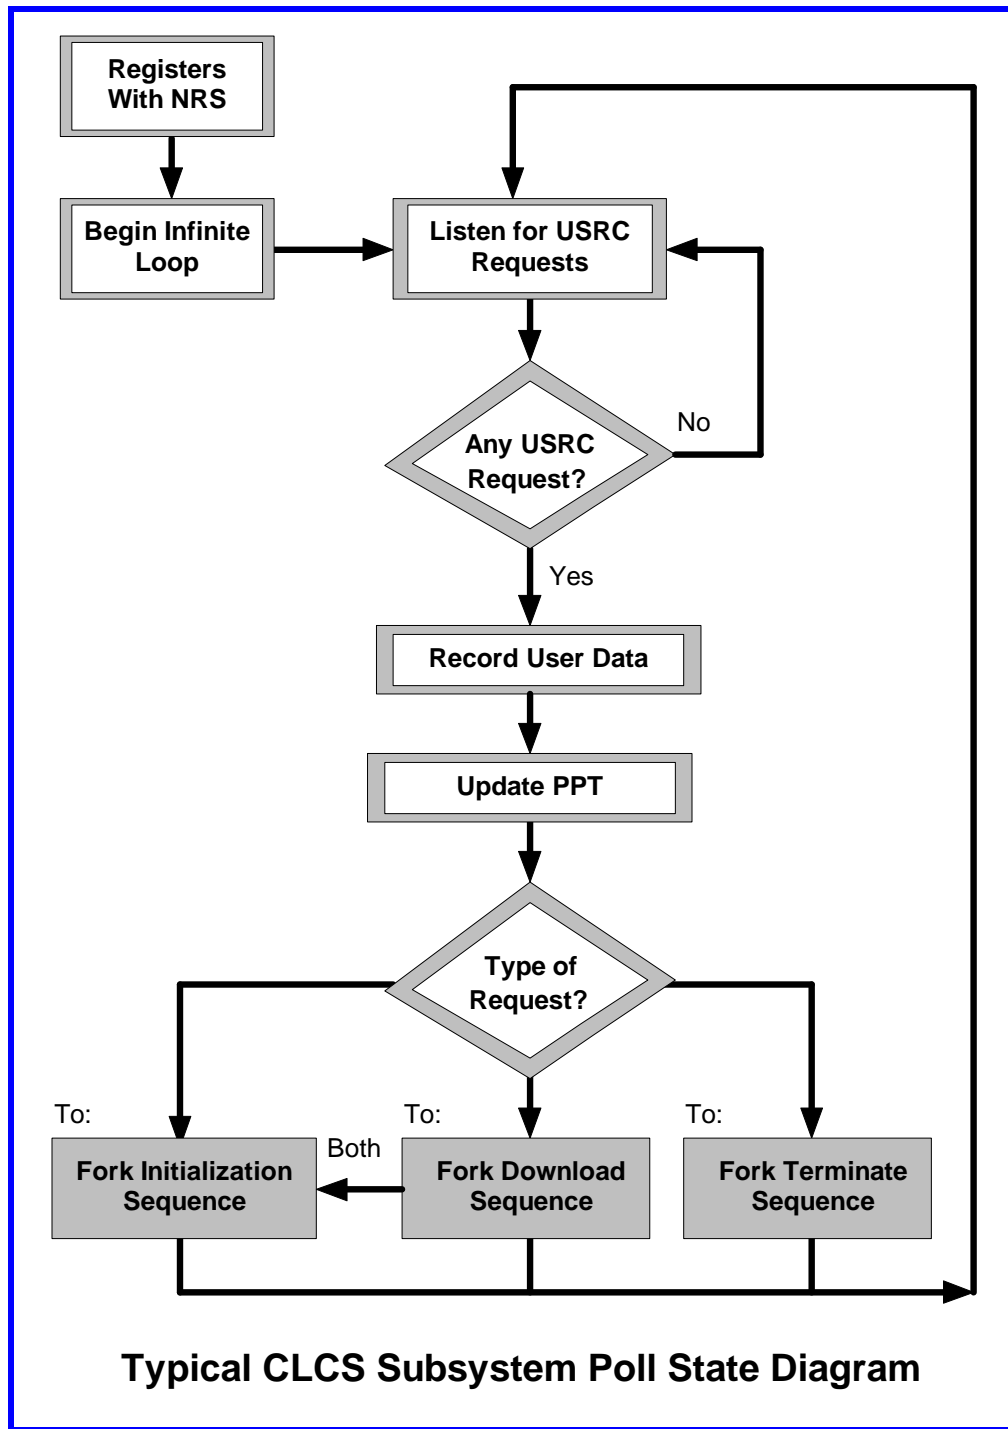 Registers
With NRS
Begin Infinite
Loop
Listen for USRC
Requests
Any USRC
Request?
No
Yes
Record User Data
Update PPT
Type of
Request?
To:
To:
To:
Fork Initialization
Sequence
Both
Fork Download
Sequence
Fork Terminate
Sequence
Typical CLCS Subsystem Poll State Diagram